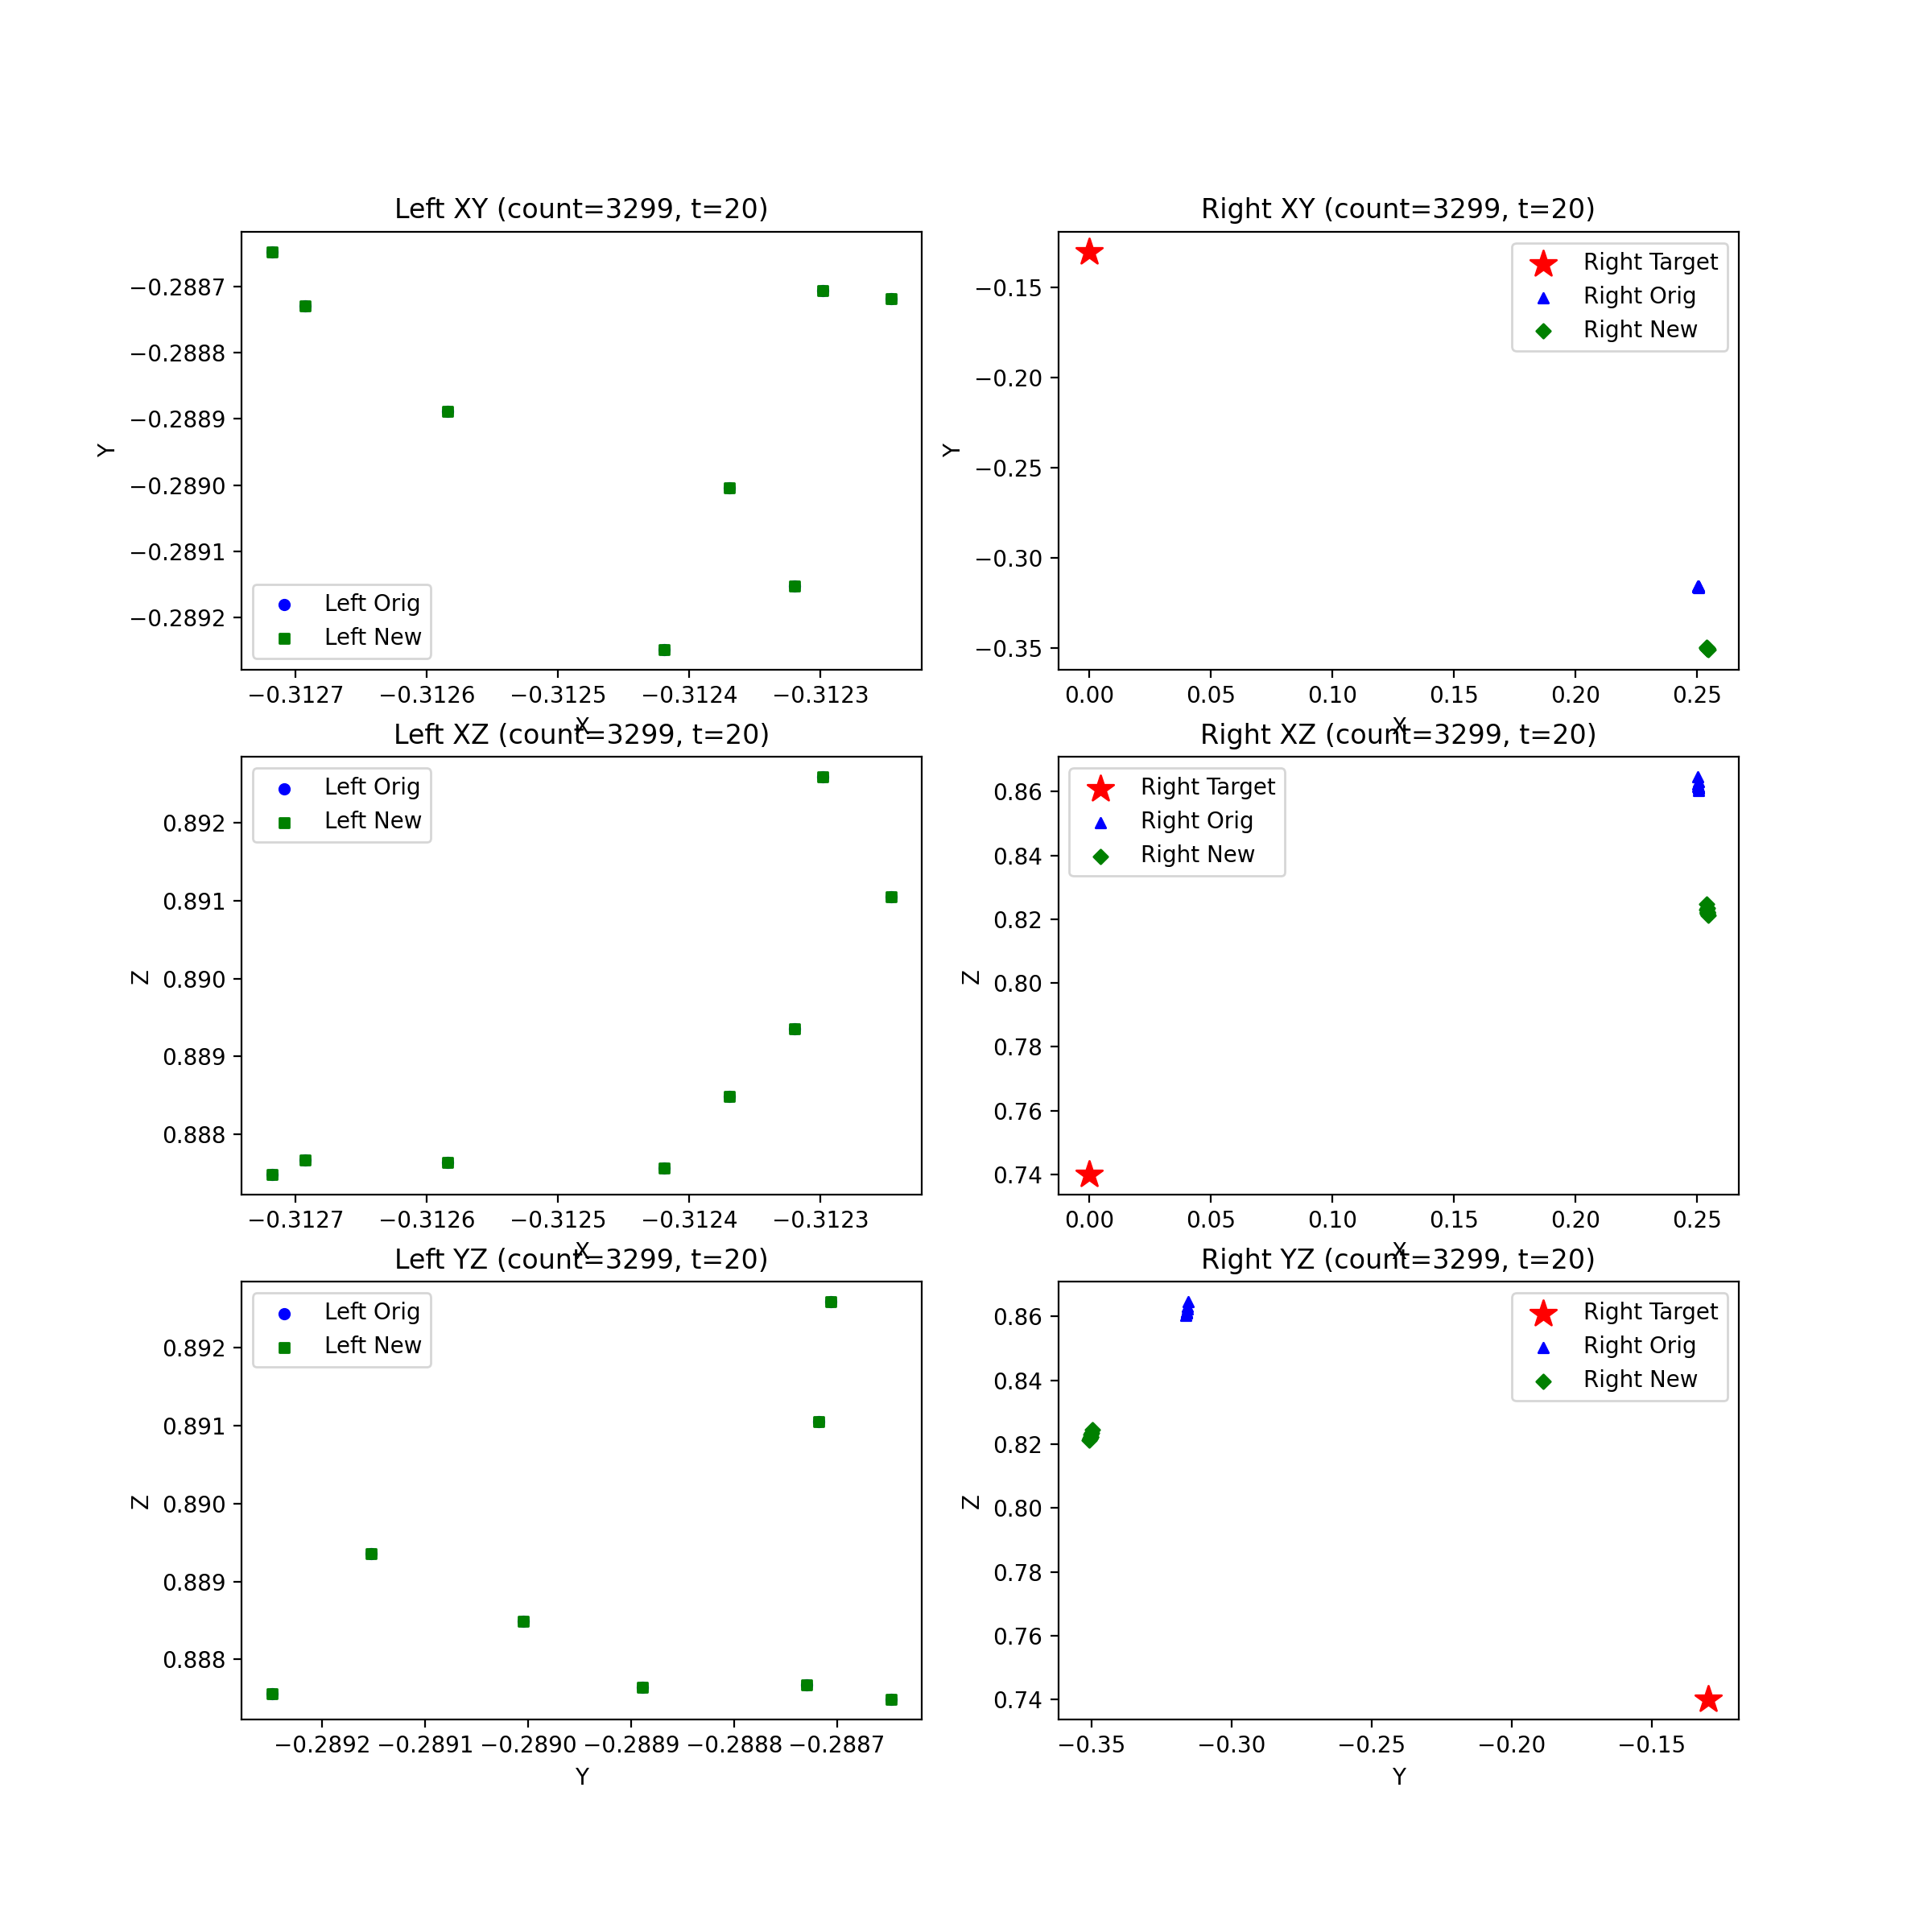 Left XY (count=3299, t=20)
−0.2887
−0.2888
−0.2889
−0.2890
−0.2891
−0.2892
Y
Left Orig
Left New
−0.3127 −0.3126 −0.3125 −0.3124 −0.3123
X
Right XY (count=3299, t=20)
−0.15
−0.20
−0.25
−0.30
−0.35
Y
Right Target
Right Orig
Right New
0.00 0.05 0.10 0.15 0.20 0.25
X
Left XZ (count=3299, t=20)
Left Orig
Left New
0.892
0.891
0.890
0.889
0.888
Z
−0.3127 −0.3126 −0.3125 −0.3124 −0.3123
X
Right XZ (count=3299, t=20)
Right Target
Right Orig
Right New
0.86
0.84
0.82
0.80
0.78
0.76
0.74
Z
0.00 0.05 0.10 0.15 0.20 0.25
X
Left YZ (count=3299, t=20)
Left Orig
Left New
0.892
0.891
0.890
0.889
0.888
Z
−0.2892 −0.2891 −0.2890 −0.2889 −0.2888 −0.2887
Y
Right YZ (count=3299, t=20)
Right Target
Right Orig
Right New
0.86
0.84
0.82
0.80
0.78
0.76
0.74
Z
−0.35 −0.30 −0.25 −0.20 −0.15
Y